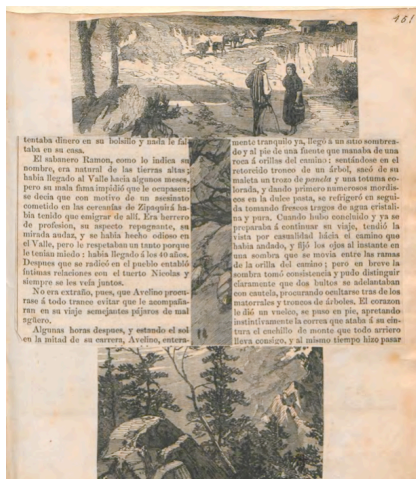 451
tentaba dinero en su bolsillo y nada le fal-
taba en su casa.
El sabanero Ramon, como lo indica su
nombre, era natural de las tierras altas;
habia llegado al Valle hacia algunos meses,
pero su mala fama impidió que le ocupasen;
se decia que con motivo de un asesinato
cometido en las cercanías de Zipaquirá ha-
bia tenido que emigrar de allí. Era herrero
de profesion, su aspecto repugnante, su
mirada audaz, y se habia hecho odioso en
el Valle, pero le respetaban un tanto porque
le tenian miedo: habia llegado á los 40 años.
Despues que se radicó en el pueblo entabló
íntimas relaciones con el tuerto Nicolas y
siempre se les veía juntos.
No era extraño, pues, que Avelino procu-
rase á todo trance evitar que le acompaña-
ran en su viaje semejantes pájaros de mal
agüero.
Algunas horas despues, y estando el sol
en la mitad de su carrera, Avelino, entera-
mente tranquilo ya, llegó á un sitio sombrea-
do y al pie de una fuente que manaba de una
roca á orillas del camino; sentándose en el
retorcido tronco de un árbol, sacó de su
maleta un trozo de panela y una totuma co-
lorada, y dando primero numerosos mordis-
cos en la dulce pasta, se refrigeró en segui-
da tomando frescos tragos de agua cristali-
na y pura. Cuando hubo concluido y ya se
preparaba á continuar su viaje, tendió la
vista por casualidad hácia el camino que
habia andado, y fijó los ojos al instante en
una sombra que se movia entre las ramas
de la orilla del camino; pero en breve la
sombra tomó consistencia y pudo distinguir
claramente que dos bultos se adelantaban
con cautela, procurando ocultarse tras de los
matorrales y troncos de árboles. El corazon
le dió un vuelco, se puso en pie, apretando
instintivamente la correa que ataba á su cin-
tura el cuchillo de monte que todo arriero
lleva consigo, y al mismo tiempo hizo pasar